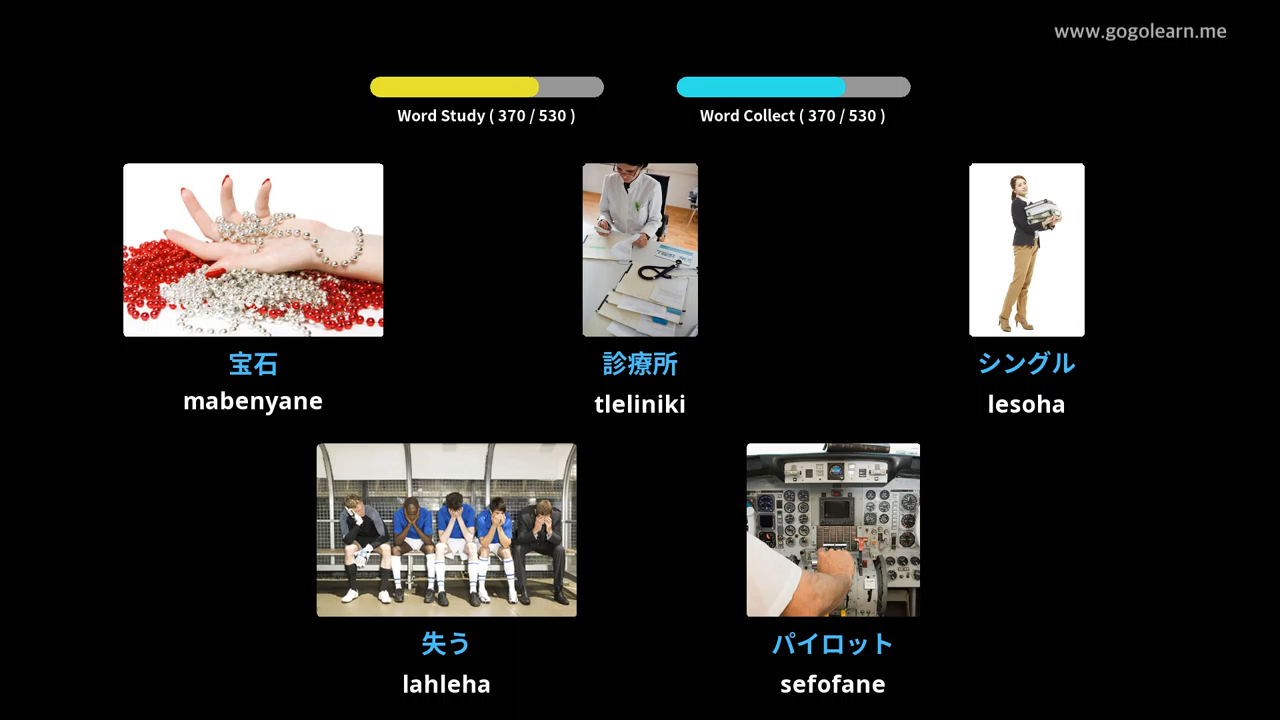 www.gogolearn.me
Word Study ( 370 / 530 )
Word Collect ( 370 / 530 )
宝石
mabenyane
診療所
tleliniki
シングル
lesoha
失う
lahleha
パイロット
sefofane